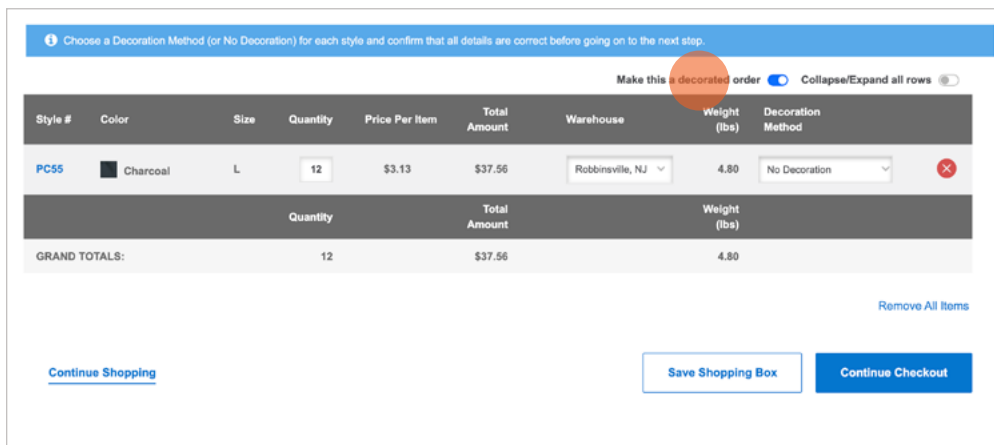 Choose a Decoration Method (or No Decoration) for each style and confirm that all details are correct before going on to the next step.
Make this a decorated order Collapse/Expand all rows
Style # Color Size Quantity Price Per Item Total Amount Warehouse Weight (lbs) Decoration Method
PC55 Charcoal L 12 $3.13 $37.56 Robbinsville, NJ 4.80 No Decoration
Quantity Total Amount Weight (lbs)
GRAND TOTALS: 12 $37.56 4.80
Remove All Items
Continue Shopping Save Shopping Box Continue Checkout